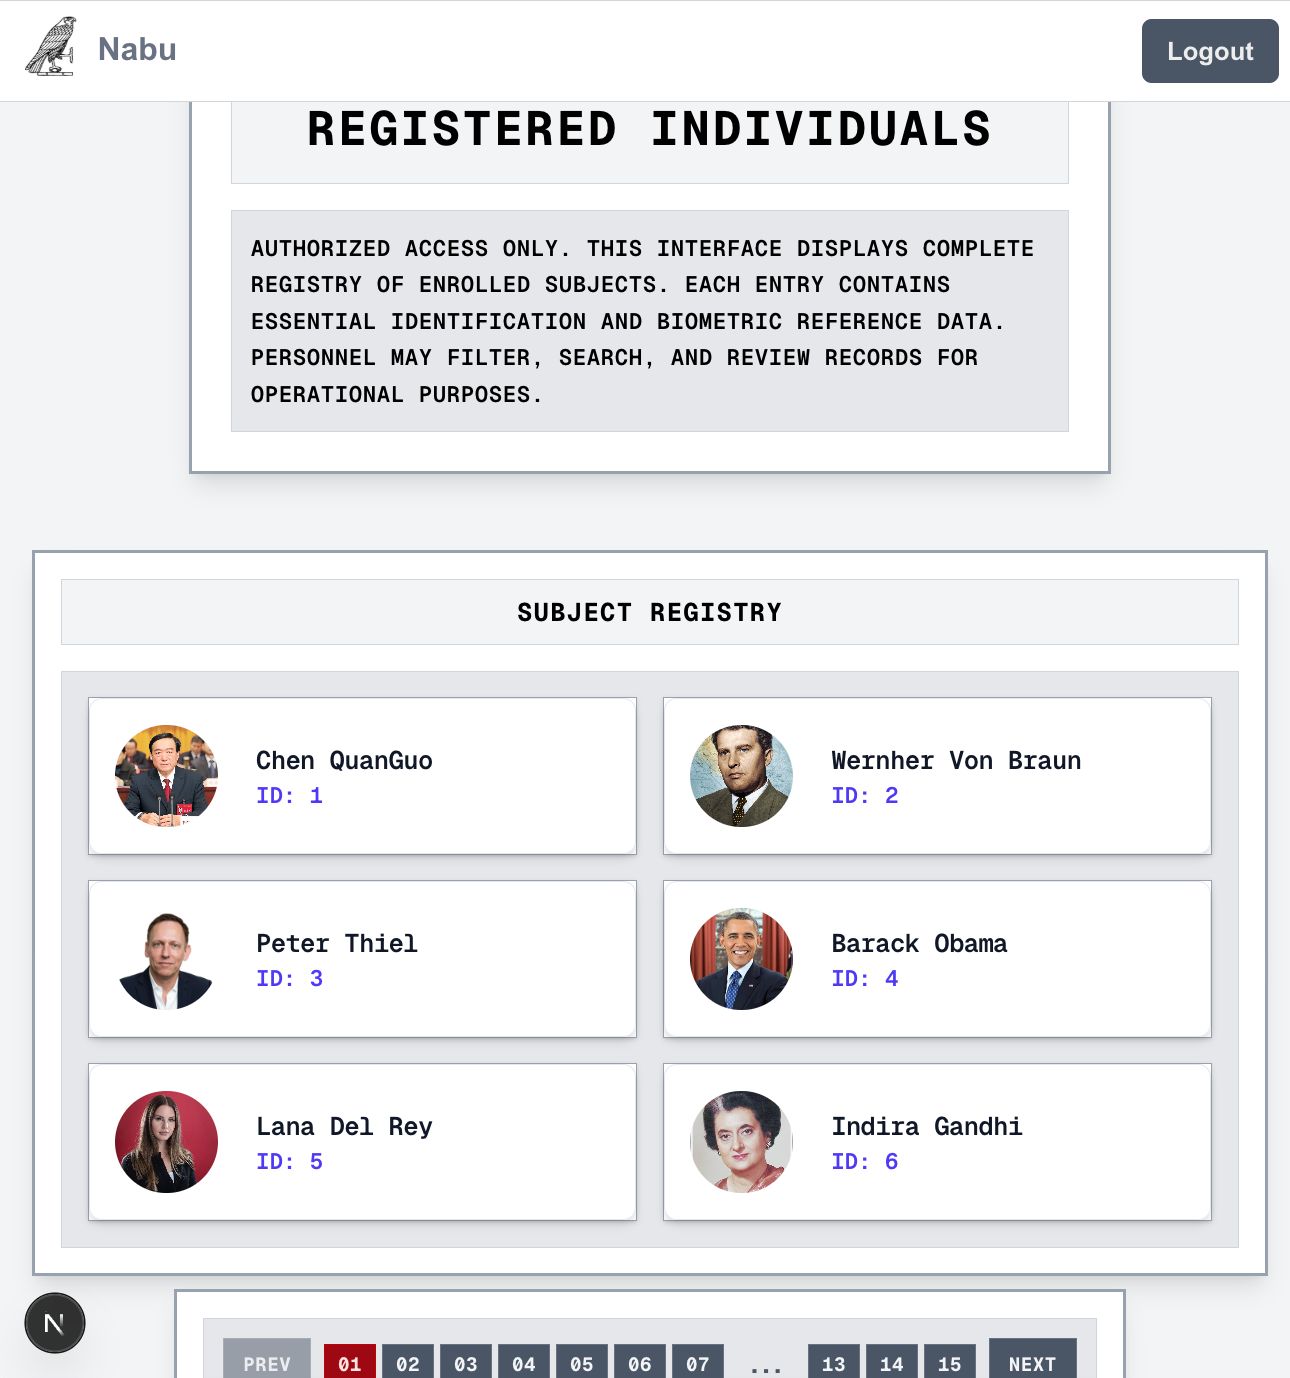 Nabu
Logout
REGISTERED INDIVIDUALS
AUTHORIZED ACCESS ONLY. THIS INTERFACE DISPLAYS COMPLETE
REGISTRY OF ENROLLED SUBJECTS. EACH ENTRY CONTAINS
ESSENTIAL IDENTIFICATION AND BIOMETRIC REFERENCE DATA.
PERSONNEL MAY FILTER, SEARCH, AND REVIEW RECORDS FOR
OPERATIONAL PURPOSES.
SUBJECT REGISTRY
Chen QuanGuo
ID: 1
Wernher Von Braun
ID: 2
Peter Thiel
ID: 3
Barack Obama
ID: 4
Lana Del Rey
ID: 5
Indira Gandhi
ID: 6
N
PREV 01 02 03 04 05 06 07 ... 13 14 15 NEXT